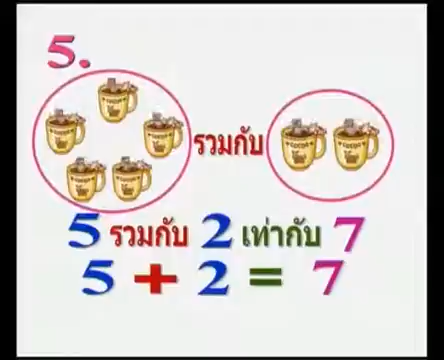 5.
รวมกับ
5 รวมกับ 2 เท่ากับ 7
5 + 2 = 7